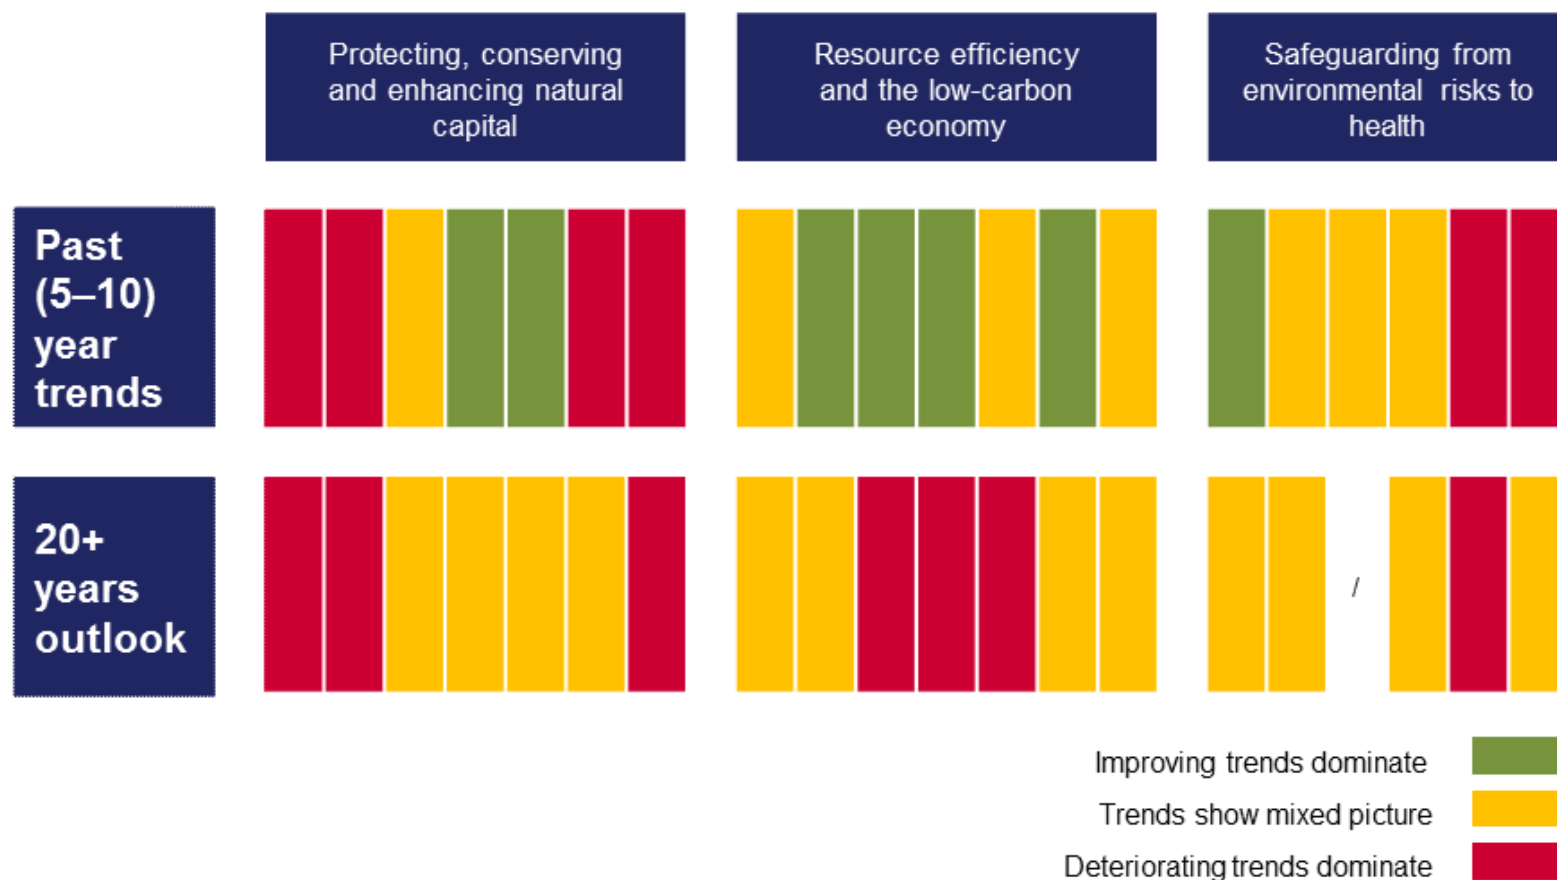 Protecting, conserving
and enhancing natural
capital
Resource efficiency
and the low-carbon
economy
Safeguarding from
environmental risks to
health
Past
(5–10)
year
trends
20+
years
outlook
/
Improving trends dominate
Trends show mixed picture
Deteriorating trends dominate